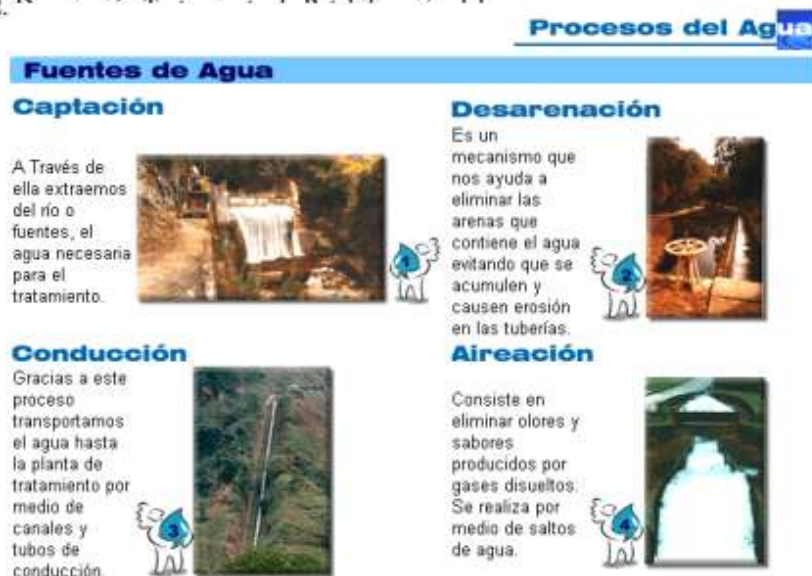 Procesos del Agua
Fuentes de Agua
Captación
A Través de
ella extraemos
del río o
fuentes, el
agua necesaria
para el
tratamiento.
1
Desarenación
Es un
mecanismo que
nos ayuda a
eliminar las
arenas que
contiene el agua
evitando que se
acumulen y
causen erosión
en las tuberías.
2
Conducción
Gracias a este
proceso
transportamos
el agua hasta
la planta de
tratamiento por
medio de
canales y
tubos de
conducción.
3
Aireación
Consiste en
eliminar olores y
sabores
producidos por
gases disueltos.
Se realiza por
medio de saltos
de agua.
4